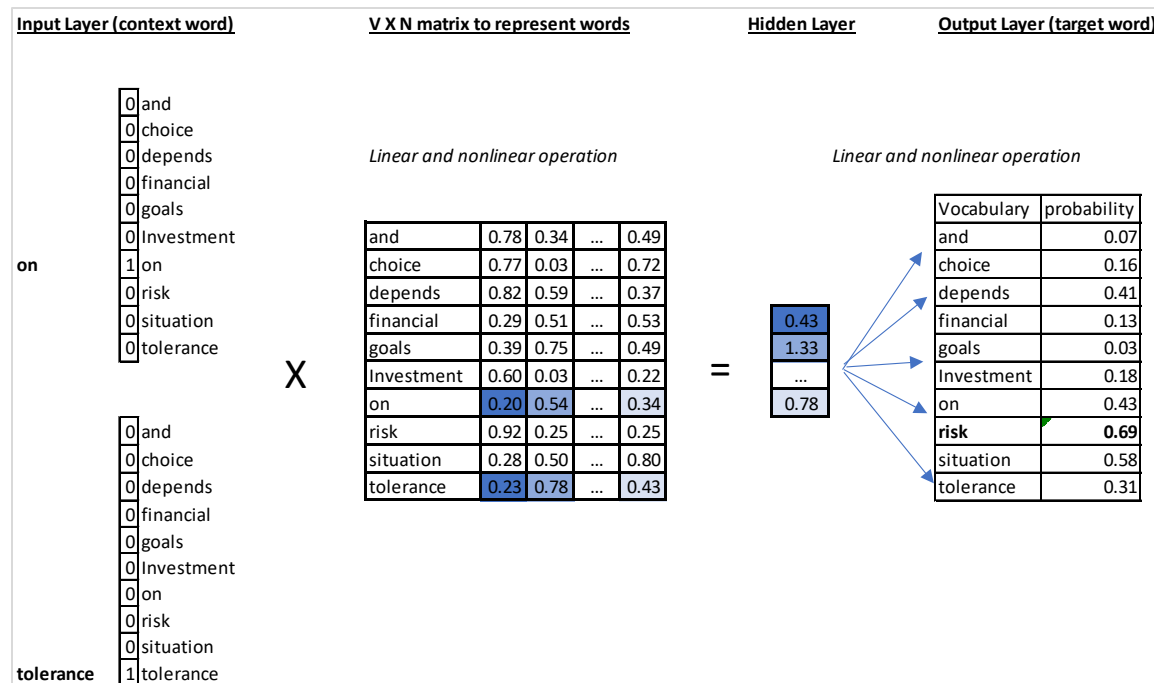 Input Layer (context word)
V X N matrix to represent words
Hidden Layer
Output Layer (target word)
0 and
0 choice
0 depends
0 financial
0 goals
0 Investment
on 1 on
0 risk
0 situation
0 tolerance
0 and
0 choice
0 depends
0 financial
0 goals
0 Investment
0 on
0 risk
0 situation
tolerance 1 tolerance
X
Linear and nonlinear operation
and 0.78 0.34 ... 0.49
choice 0.77 0.03 ... 0.72
depends 0.82 0.59 ... 0.37
financial 0.29 0.51 ... 0.53
goals 0.39 0.75 ... 0.49
Investment 0.60 0.03 ... 0.22
on 0.20 0.54 ... 0.34
risk 0.92 0.25 ... 0.25
situation 0.28 0.50 ... 0.80
tolerance 0.23 0.78 ... 0.43
=
0.43
1.33
...
0.78
Linear and nonlinear operation
Vocabulary probability
and 0.07
choice 0.16
depends 0.41
financial 0.13
goals 0.03
Investment 0.18
on 0.43
risk 0.69
situation 0.58
tolerance 0.31